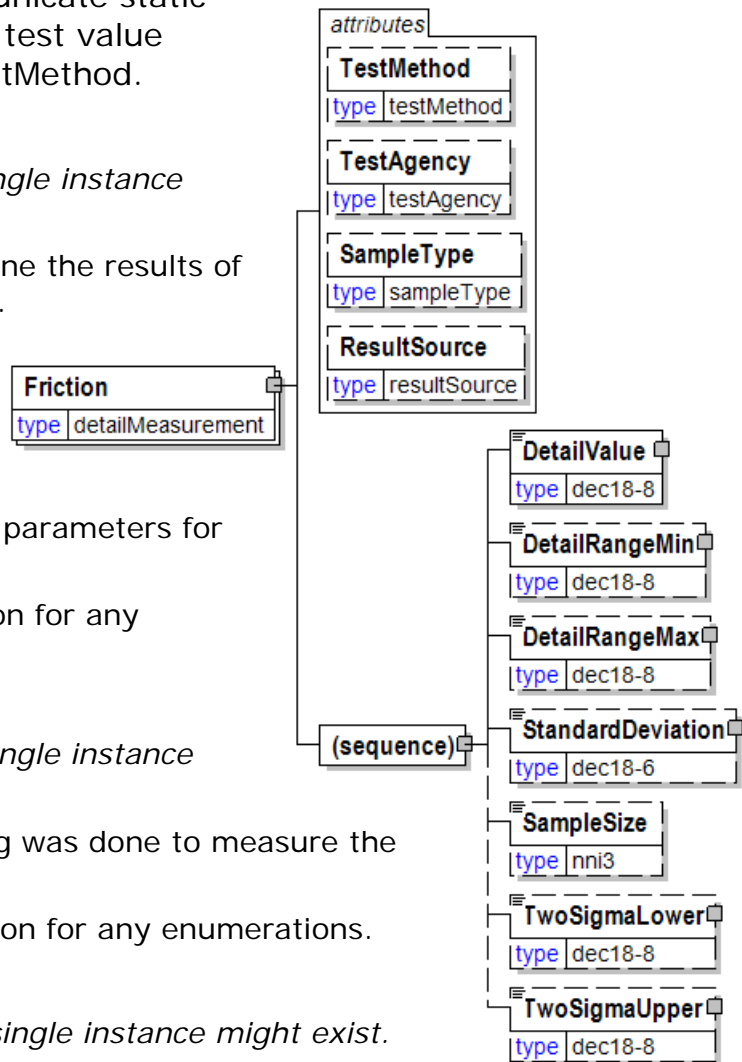 unicate static
test value
tMethod.
ngle instance
ne the results of
.
parameters for
on for any
ngle instance
g was done to measure the
on for any enumerations.
single instance might exist.
Friction
type detailMeasurement
attributes
TestMethod
type testMethod
TestAgency
type testAgency
SampleType
type sampleType
ResultSource
type resultSource
(sequence)
DetailValue
type dec18-8
DetailRangeMin
type dec18-8
DetailRangeMax
type dec18-8
StandardDeviation
type dec18-6
SampleSize
type nni3
TwoSigmaLower
type dec18-8
TwoSigmaUpper
type dec18-8